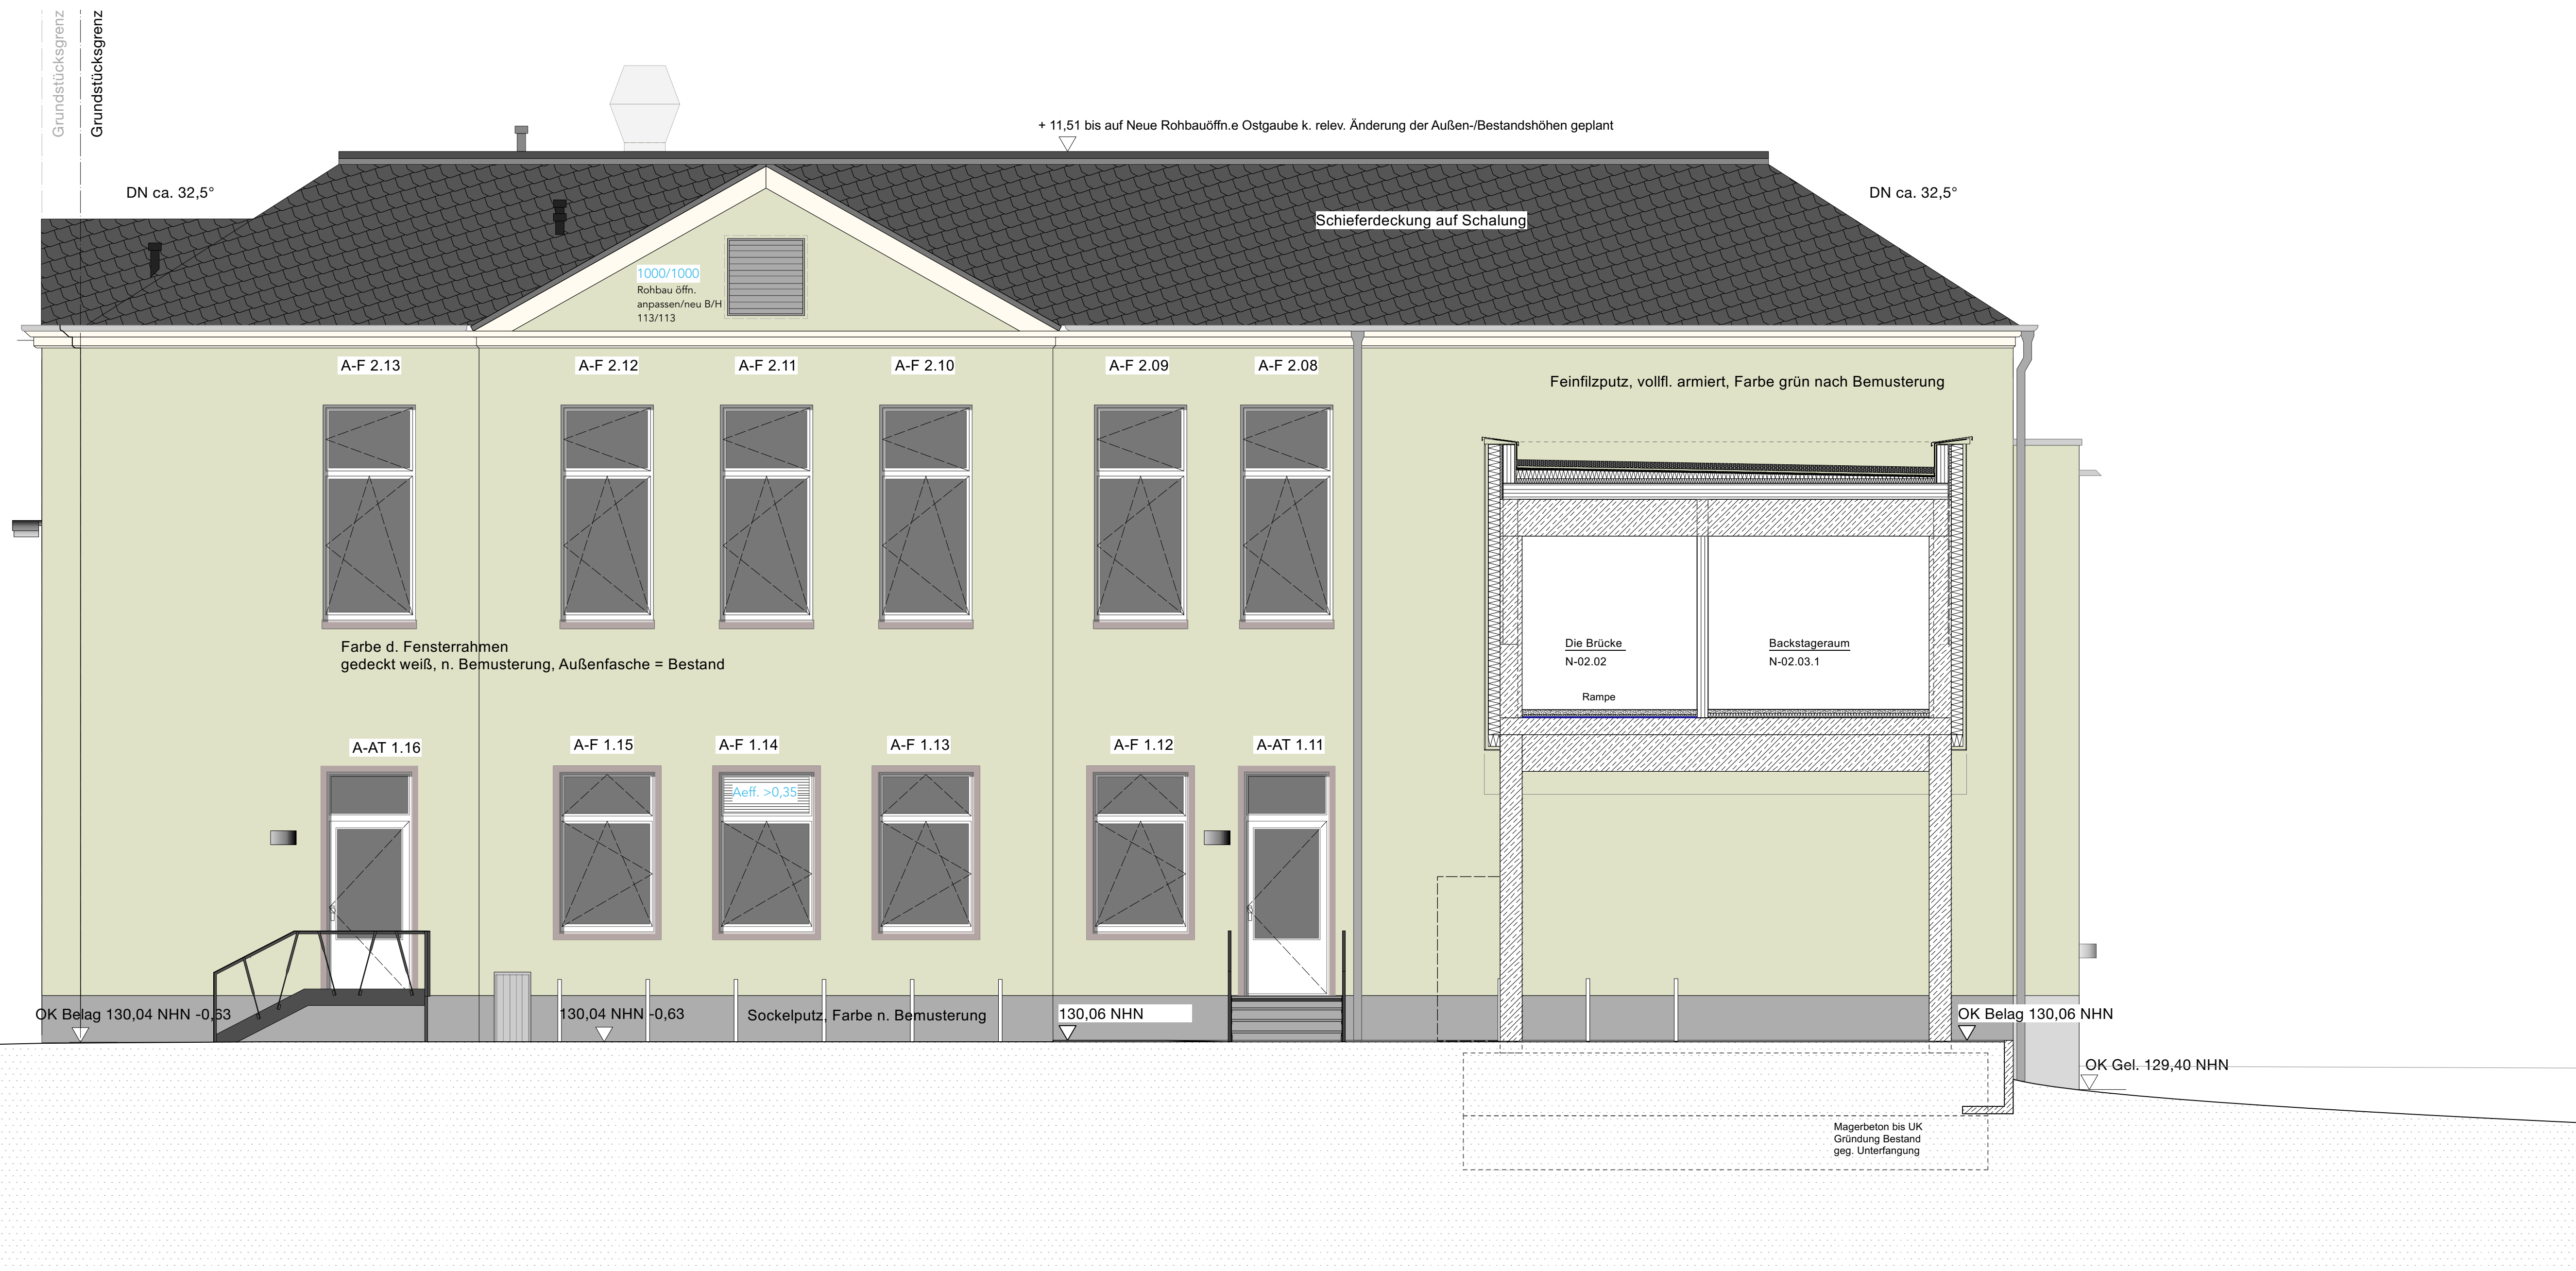 Grundstücksgrenz
Grundstücksgrenz
+ 11,51 bis auf Neue Rohbauöffn.e Ostgaube k. relev. Änderung der Außen-/Bestandshöhen geplant
DN ca. 32,5°
DN ca. 32,5°
Schieferdeckung auf Schalung
1000/1000
Rohbau öffn.
anpassen/neu B/H
113/113
A-F 2.13
A-F 2.12
A-F 2.11
A-F 2.10
A-F 2.09
A-F 2.08
Feinfilzputz, vollfl. armiert, Farbe grün nach Bemusterung
Farbe d. Fensterrahmen
gedeckt weiß, n. Bemusterung, Außenfasche = Bestand
Die Brücke
N-02.02
Rampe
Backstageraum
N-02.03.1
A-AT 1.16
A-F 1.15
A-F 1.14
A-F 1.13
A-F 1.12
A-AT 1.11
Aeff. >0,35
OK Belag 130,04 NHN -0,63
130,04 NHN -0,63
Sockelputz, Farbe n. Bemusterung
130,06 NHN
OK Belag 130,06 NHN
OK Gel. 129,40 NHN
Magerbeton bis UK
Gründung Bestand
geg. Unterfangung